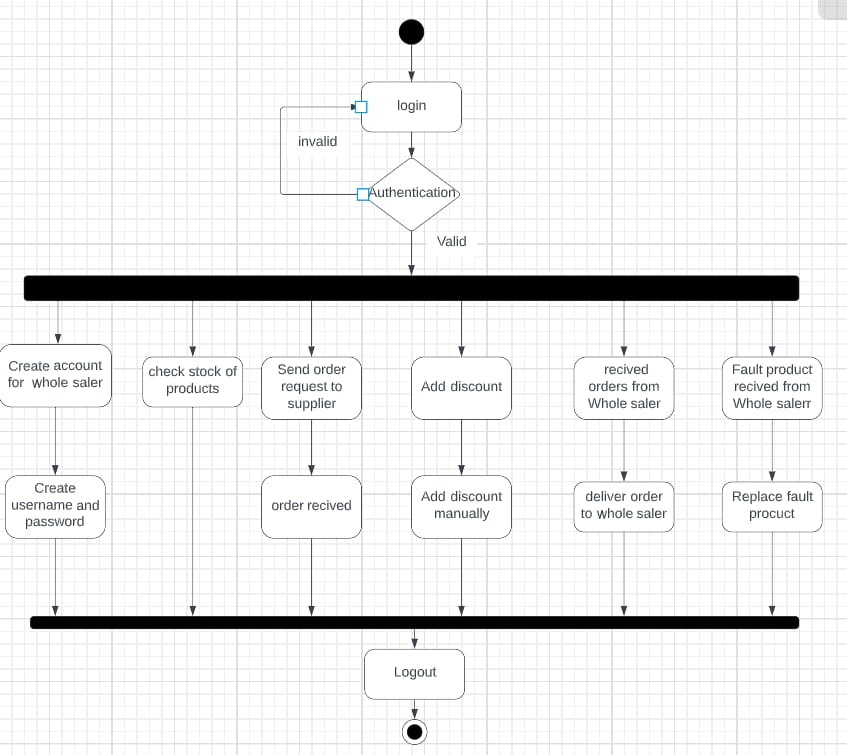 login
invalid
Authentication
Valid
Create account
for whole saler
check stock of
products
Send order
request to
supplier
Add discount
recived
orders from
Whole saler
Fault product
recived from
Whole salerr
Create
username and
password
order recived
Add discount
manually
deliver order
to whole saler
Replace fault
procuct
Logout